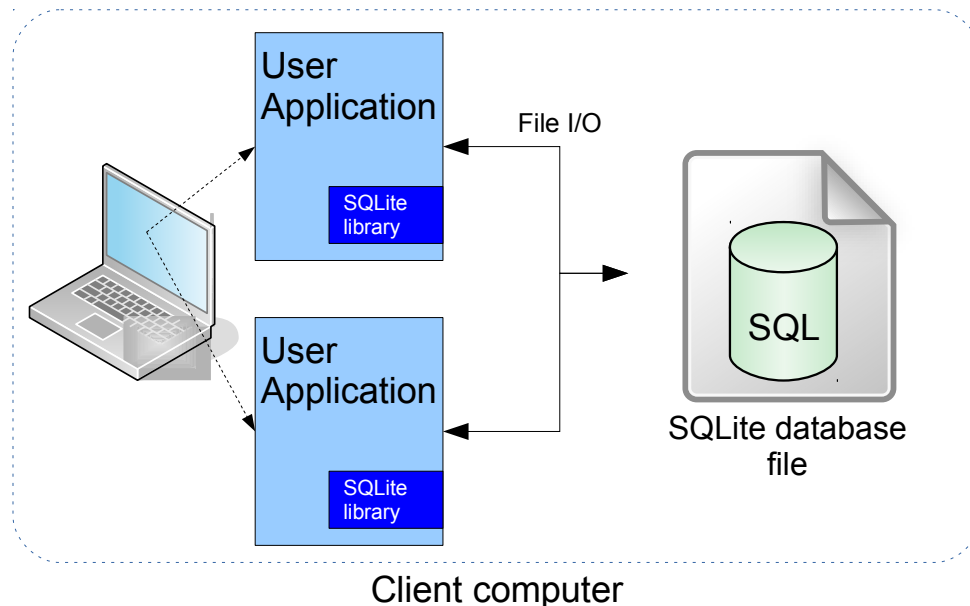 User
Application
SQLite
library
File I/O
User
Application
SQLite
library
SQL
SQLite database
file
Client computer